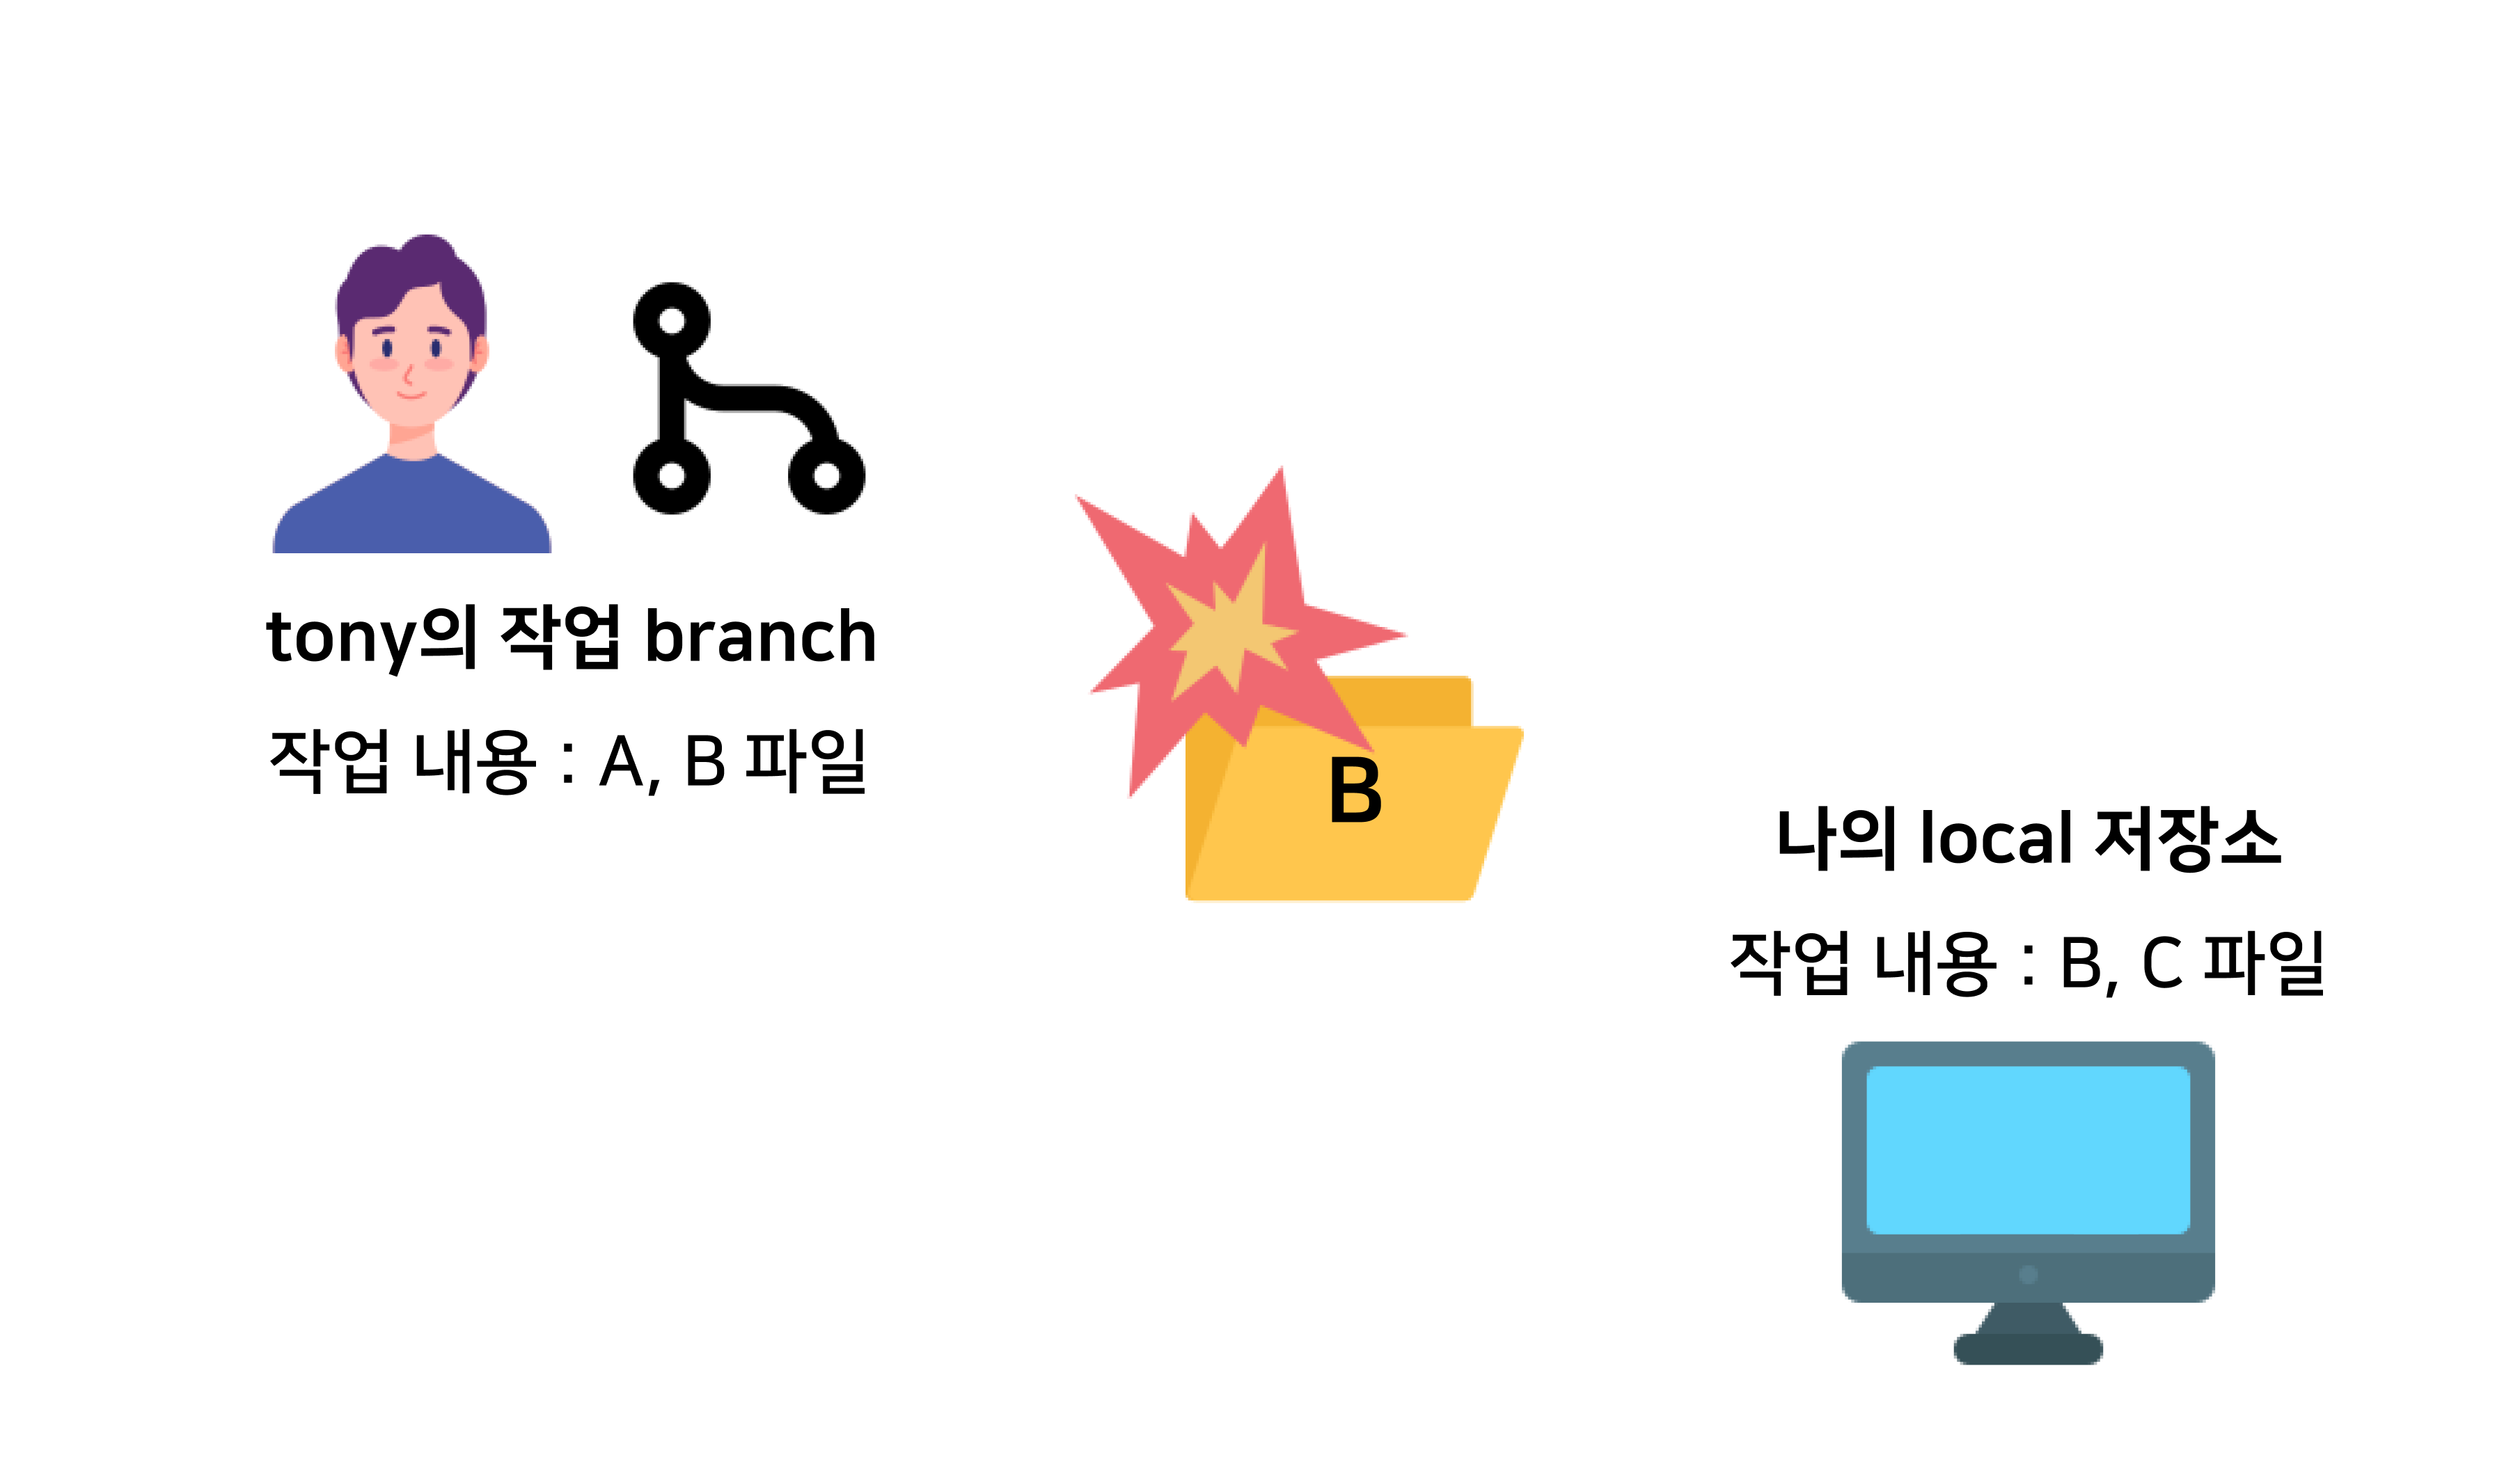 tony의 작업 branch
작업 내용 : A, B 파일
B
나의 local 저장소
작업 내용 : B, C 파일